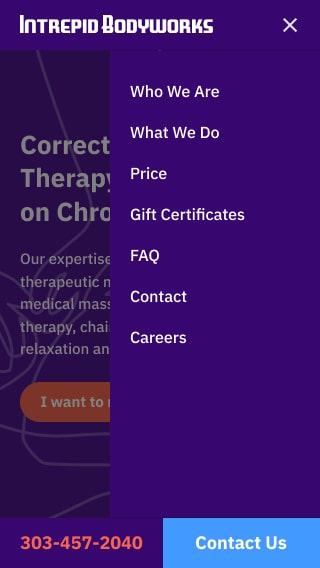 Intrepid Bodyworks
Who We Are
What We Do
Price
Gift Certificates
FAQ
Contact
Careers
Correct
Therapy
on Chro
Our expertise
therapeutic
medical mass
therapy, chai
relaxation an
I want to
303-457-2040
Contact Us